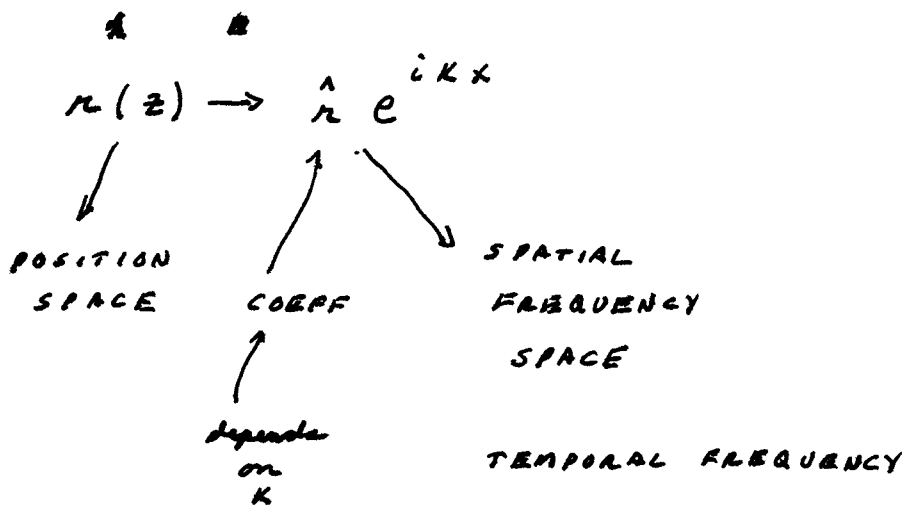 r(z) → r̂ e^{iKx}
POSITION
SPACE
COEFF
SPATIAL
FREQUENCY
SPACE
depends
on
K
TEMPORAL FREQUENCY